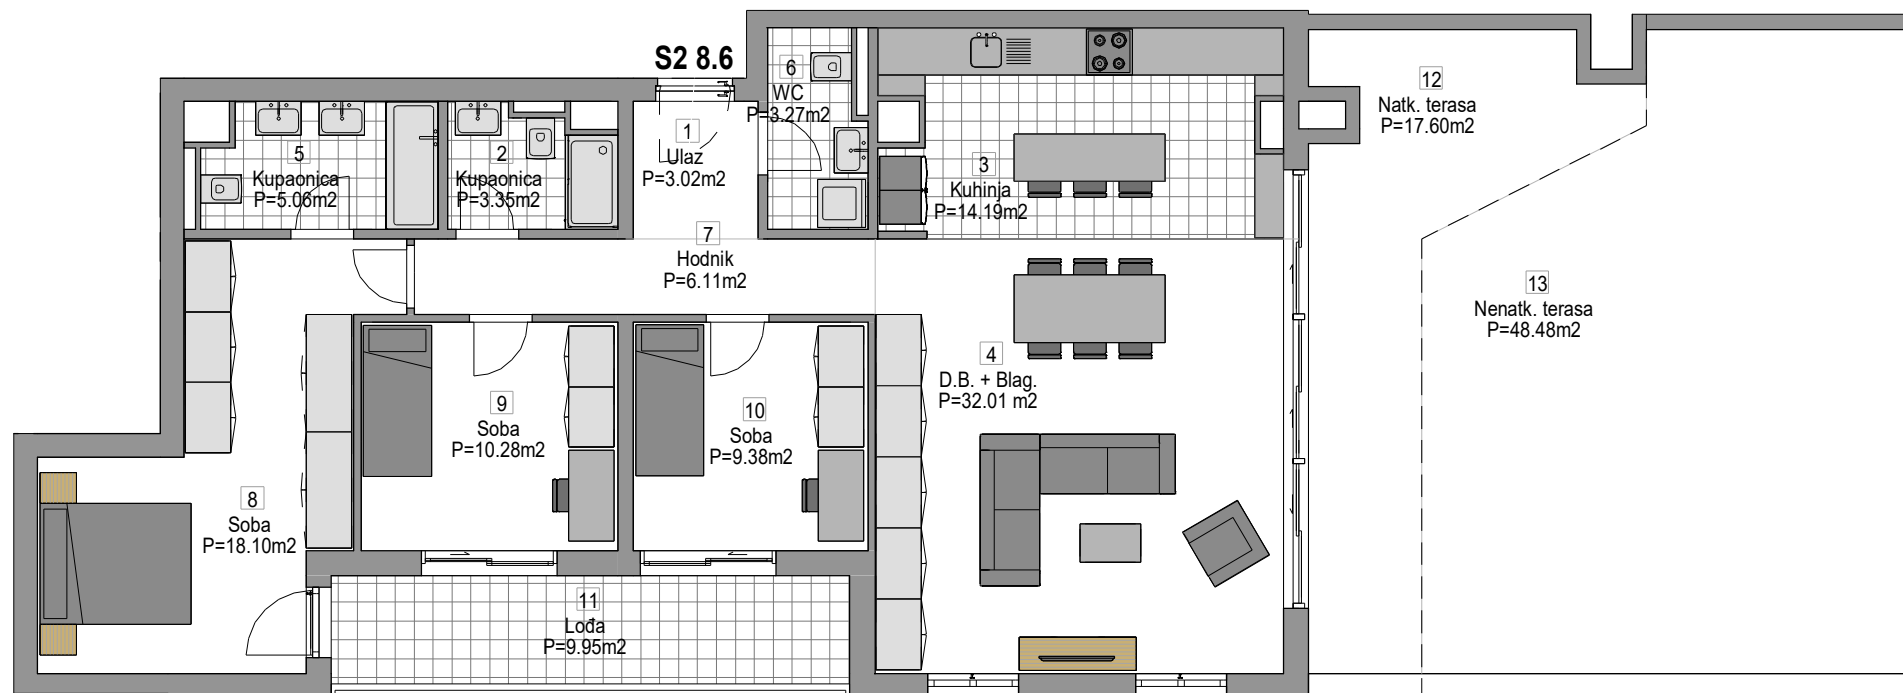 S2 8.6
1
Ulaz
P=3.02m2
2
Kupaonica
P=3.35m2
3
Kuhinja
P=14.19m2
4
D.B. + Blag.
P=32.01 m2
5
Kupaonica
P=5.06m2
6
WC
P=3.27m2
7
Hodnik
P=6.11m2
8
Soba
P=18.10m2
9
Soba
P=10.28m2
10
Soba
P=9.38m2
11
Lođa
P=9.95m2
12
Natk. terasa
P=17.60m2
13
Nenatk. terasa
P=48.48m2